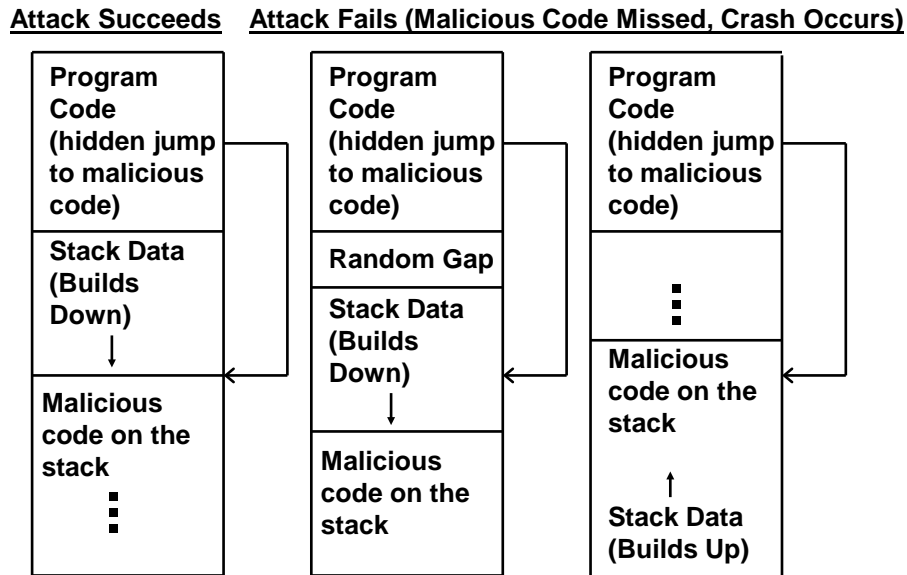 Attack Succeeds
Attack Fails (Malicious Code Missed, Crash Occurs)
Program
Code
(hidden jump
to malicious
code)
Stack Data
(Builds
Down)
Malicious
code on the
stack
Program
Code
(hidden jump
to malicious
code)
Random Gap
Stack Data
(Builds
Down)
Malicious
code on the
stack
Program
Code
(hidden jump
to malicious
code)
Malicious
code on the
stack
Stack Data
(Builds Up)